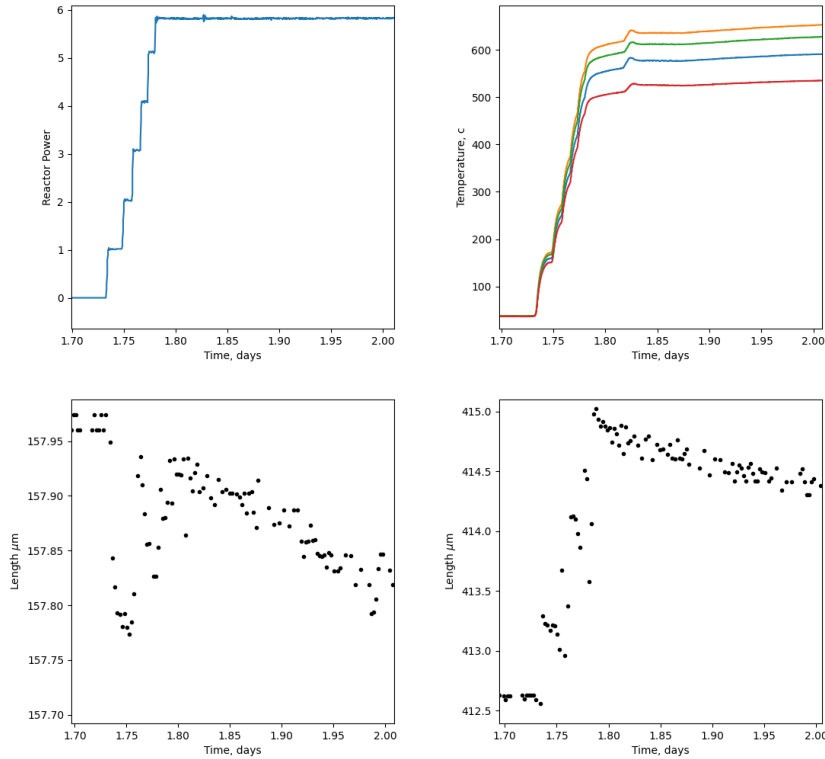 6
5
4
3
2
1
0
Reactor Power
1.70 1.75 1.80 1.85 1.90 1.95 2.00
Time, days
600
500
400
300
200
100
Temperature, c
1.70 1.75 1.80 1.85 1.90 1.95 2.00
Time, days
157.95
157.90
157.85
157.80
157.75
157.70
Length μm
1.70 1.75 1.80 1.85 1.90 1.95 2.00
Time, days
415.0
414.5
414.0
413.5
413.0
412.5
Length μm
1.70 1.75 1.80 1.85 1.90 1.95 2.00
Time, days